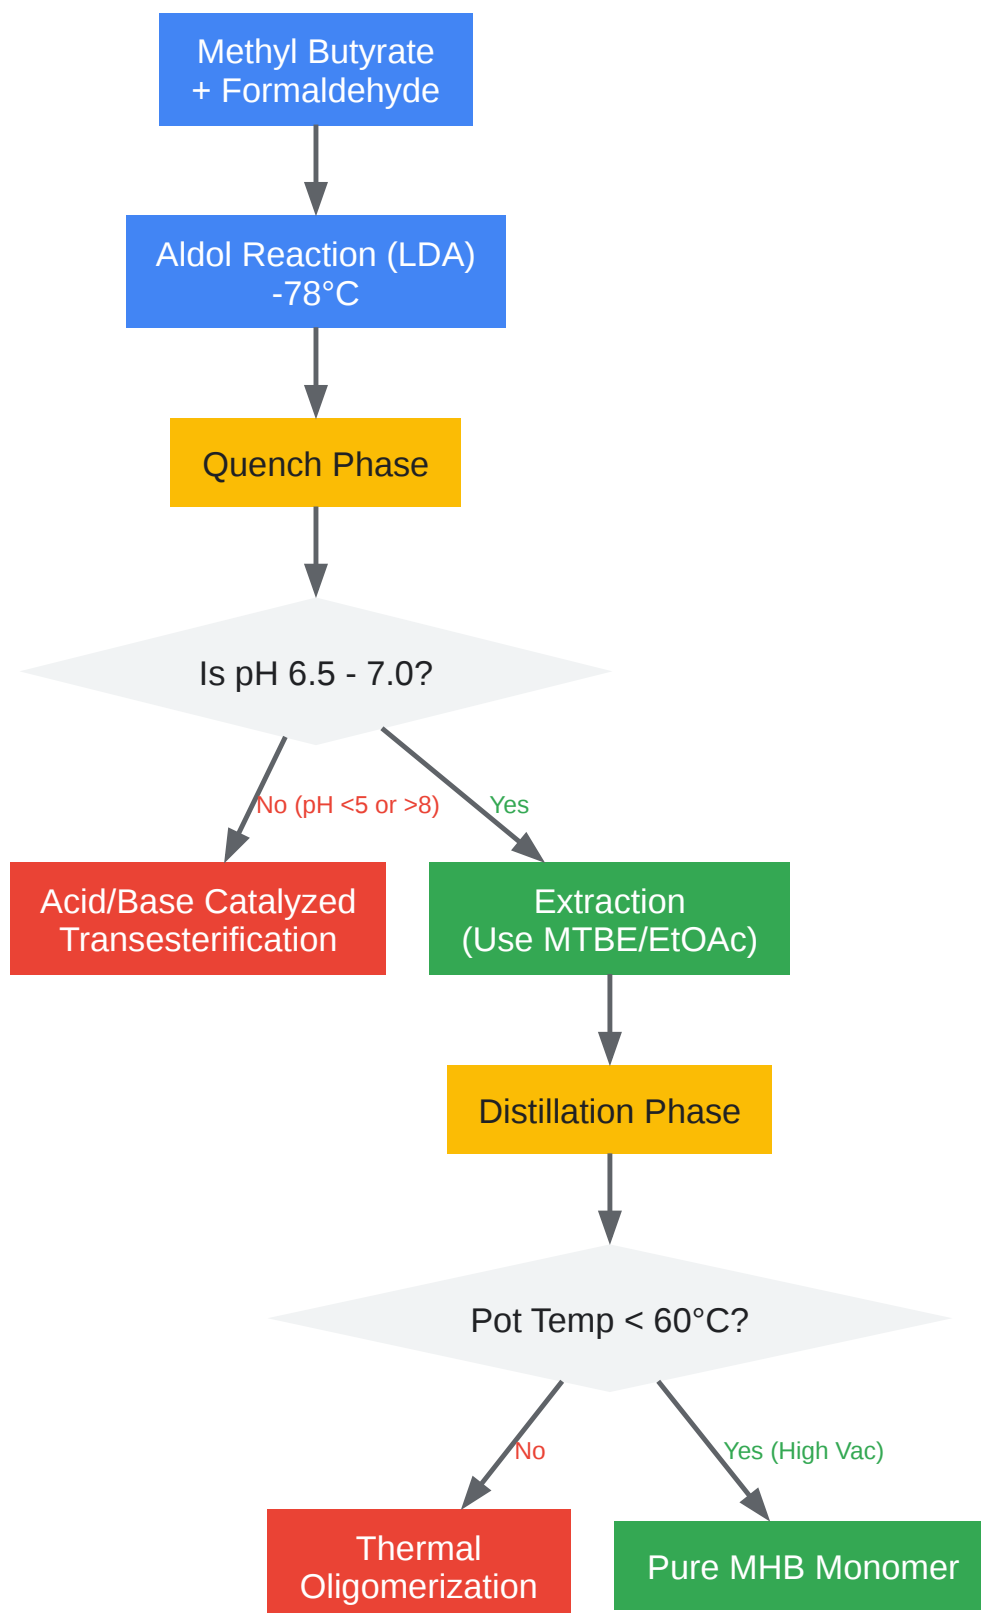 Methyl Butyrate
+ Formaldehyde
Aldol Reaction (LDA)
-78°C
Quench Phase
Is pH 6.5 - 7.0?
No (pH <5 or >8)
Yes
Acid/Base Catalyzed
Transesterification
Extraction
(Use MTBE/EtOAc)
Distillation Phase
Pot Temp < 60°C?
No
Yes (High Vac)
Thermal
Oligomerization
Pure MHB Monomer